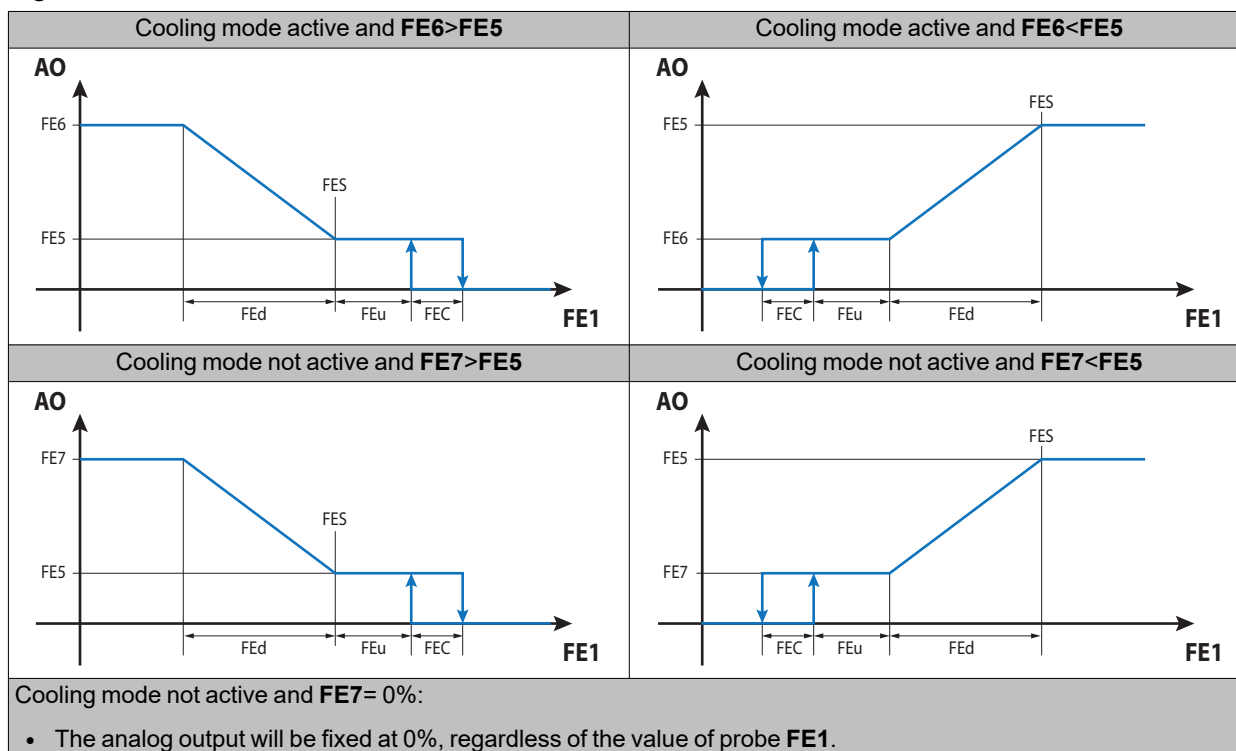 Cooling mode active and FE6>FE5
Cooling mode active and FE6<FE5
AO
FE6
FES
FE5
FEd
FEu
FEC
FE1
AO
FES
FE5
FE6
FEC
FEu
FEd
FE1
Cooling mode not active and FE7>FE5
Cooling mode not active and FE7<FE5
AO
FE7
FES
FE5
FEd
FEu
FEC
FE1
AO
FES
FE5
FE7
FEC
FEu
FEd
FE1
Cooling mode not active and FE7= 0%:
• The analog output will be fixed at 0%, regardless of the value of probe FE1.